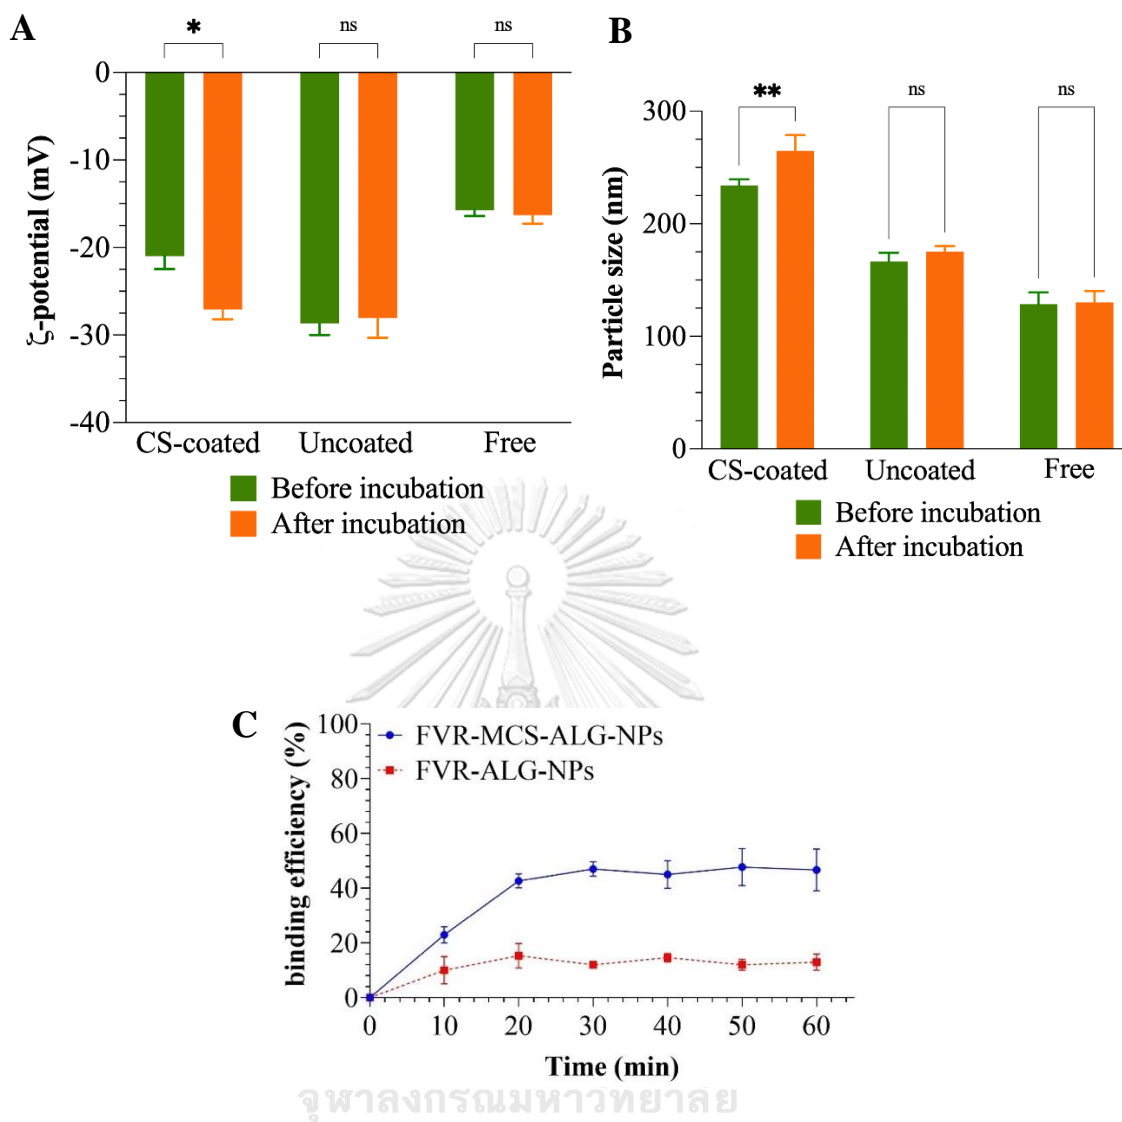 A
* ns ns
0
-10
-20
-30
-40
ζ-potential (mV)
CS-coated Uncoated Free
Before incubation
After incubation
B
** ns ns
300
200
100
0
Particle size (nm)
CS-coated Uncoated Free
Before incubation
After incubation
C
100
80
60
40
20
0
binding efficiency (%)
FVR-MCS-ALG-NPs
FVR-ALG-NPs
0 10 20 30 40 50 60
Time (min)
จุฬาลงกรณมหาวิทยาลัย